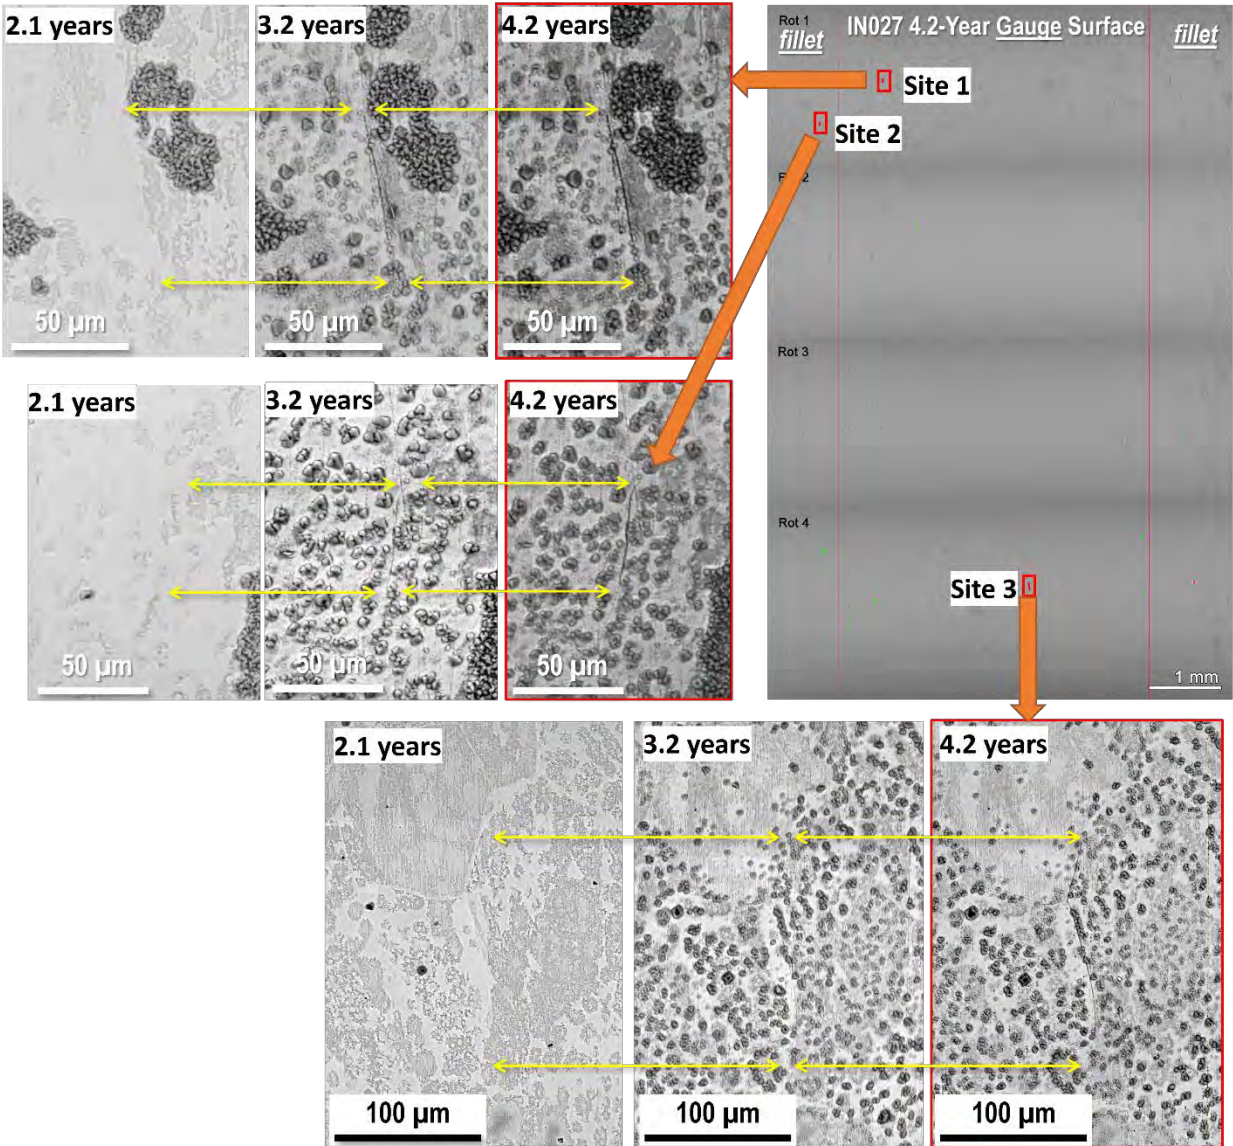 2.1 years
3.2 years
4.2 years
50 µm
50 µm
50 µm
Rot 1
fillet
IN027 4.2-Year Gauge Surface
fillet
Site 1
Site 2
Rot 3
Rot 4
Site 3
1 mm
2.1 years
3.2 years
4.2 years
50 µm
50 µm
50 µm
2.1 years
3.2 years
4.2 years
100 µm
100 µm
100 µm